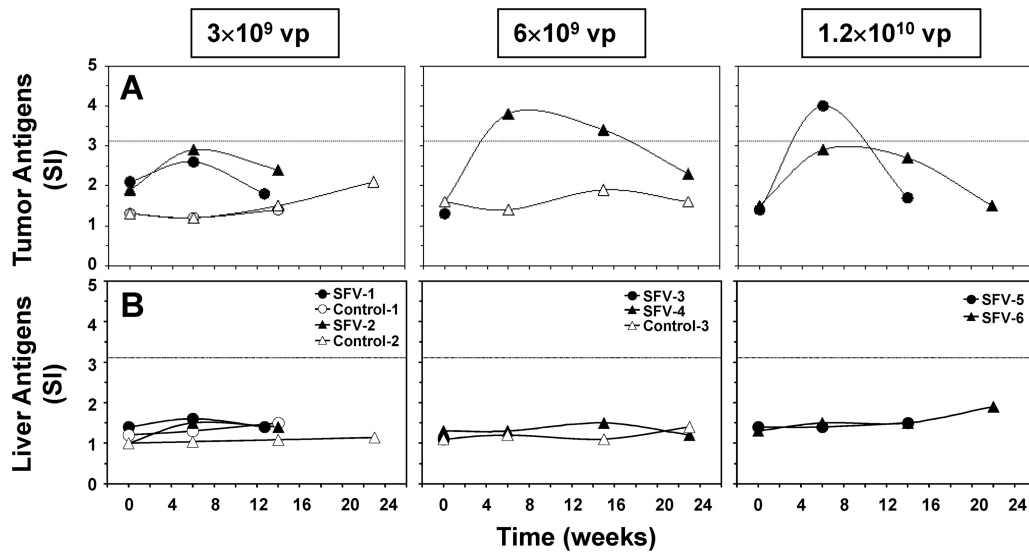 3×10⁹ vp
6×10⁹ vp
1.2×10¹⁰ vp
A
Tumor Antigens
(SI)
5
4
3
2
1
0
B
Liver Antigens
(SI)
5
4
3
2
1
0
SFV-1
Control-1
SFV-2
Control-2
SFV-3
SFV-4
Control-3
SFV-5
SFV-6
0 4 8 12 16 20 24
0 4 8 12 16 20 24
0 4 8 12 16 20 24
Time (weeks)